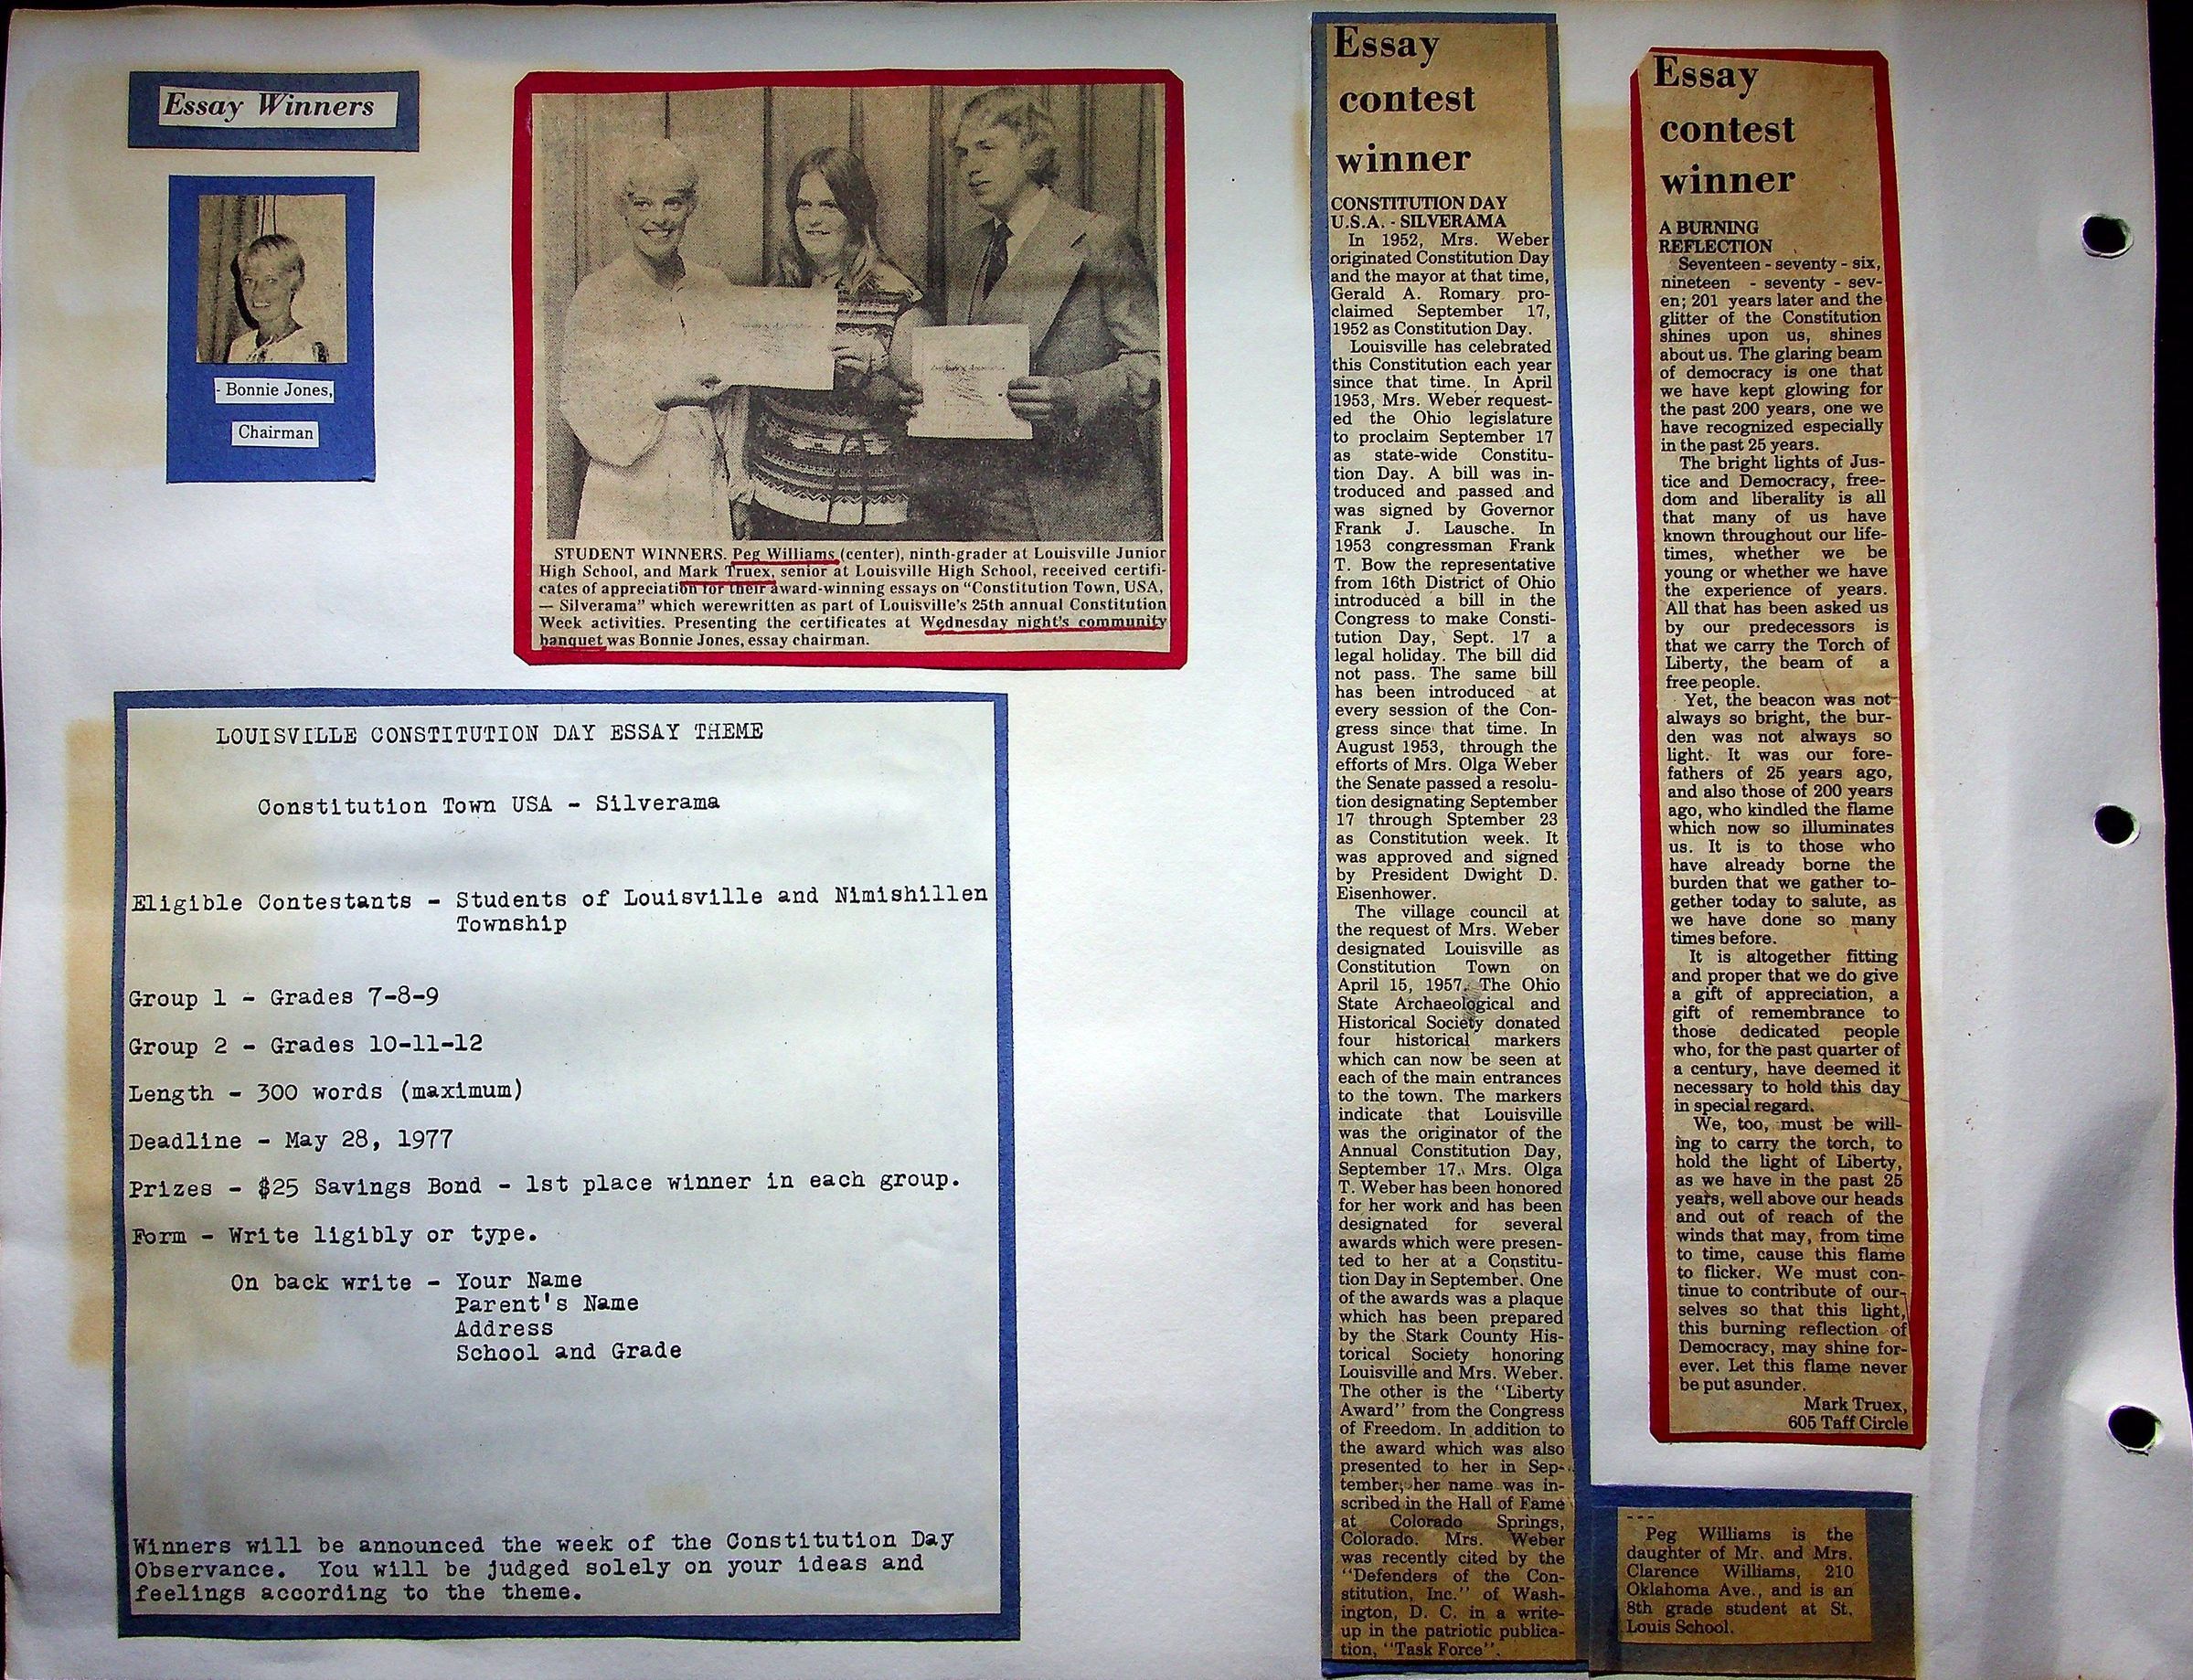 Essay Winners
- Bonnie Jones,
Chairman
STUDENT WINNERS. Peg Williams (center), ninth-grader at Louisville Junior
High School, and Mark Truex, senior at Louisville High School, received certifi-
cates of appreciation for their award-winning essays on "Constitution Town, USA,
— Silverama" which werewritten as part of Louisville's 25th annual Constitution
Week activities. Presenting the certificates at Wednesday night's community
banquet was Bonnie Jones, essay chairman.
LOUISVILLE CONSTITUTION DAY ESSAY THEME
Constitution Town USA - Silverama
Eligible Contestants - Students of Louisville and Nimishillen
Township
Group 1 - Grades 7-8-9
Group 2 - Grades 10-11-12
Length - 300 words (maximum)
Deadline - May 28, 1977
Prizes - $25 Savings Bond - 1st place winner in each group.
Form - Write ligibly or type.
On back write - Your Name
Parent's Name
Address
School and Grade
Winners will be announced the week of the Constitution Day
Observance. You will be judged solely on your ideas and
feelings according to the theme.
Essay
contest
winner
CONSTITUTION DAY
U.S.A. - SILVERAMA
In 1952, Mrs. Weber
originated Constitution Day
and the mayor at that time,
Gerald A. Romary pro-
claimed September 17,
1952 as Constitution Day.
Louisville has celebrated
this Constitution each year
since that time. In April
1953, Mrs. Weber request-
ed the Ohio legislature
to proclaim September 17
as state-wide Constitu-
tion Day. A bill was in-
troduced and passed and
was signed by Governor
Frank J. Lausche. In
1953 congressman Frank
T. Bow the representative
from 16th District of Ohio
introduced a bill in the
Congress to make Consti-
tution Day, Sept. 17 a
legal holiday. The bill did
not pass. The same bill
has been introduced at
every session of the Con-
gress since that time. In
August 1953, through the
efforts of Mrs. Olga Weber
the Senate passed a resolu-
tion designating September
17 through Sptember 23
as Constitution week. It
was approved and signed
by President Dwight D.
Eisenhower.
The village council at
the request of Mrs. Weber
designated Louisville as
Constitution Town on
April 15, 1957. The Ohio
State Archaeological and
Historical Society donated
four historical markers
which can now be seen at
each of the main entrances
to the town. The markers
indicate that Louisville
was the originator of the
Annual Constitution Day,
September 17. Mrs. Olga
T. Weber has been honored
for her work and has been
designated for several
awards which were presen-
ted to her at a Constitu-
tion Day in September. One
of the awards was a plaque
which has been prepared
by the Stark County His-
torical Society honoring
Louisville and Mrs. Weber.
The other is the "Liberty
Award" from the Congress
of Freedom. In addition to
the award which was also
presented to her in Sep-
tember, her name was in-
scribed in the Hall of Fame
at Colorado Springs,
Colorado. Mrs. Weber
was recently cited by the
"Defenders of the Con-
stitution, Inc." of Wash-
ington, D. C. in a write-
up in the patriotic publica-
tion, "Task Force".
Essay
contest
winner
A BURNING
REFLECTION
Seventeen - seventy - six,
nineteen - seventy - sev-
en; 201 years later and the
glitter of the Constitution
shines upon us, shines
about us. The glaring beam
of democracy is one that
we have kept glowing for
the past 200 years, one we
have recognized especially
in the past 25 years.
The bright lights of Jus-
tice and Democracy, free-
dom and liberality is all
that many of us have
known throughout our life-
times, whether we be
young or whether we have
the experience of years.
All that has been asked us
by our predecessors is
that we carry the Torch of
Liberty, the beam of a
free people.
Yet, the beacon was not
always so bright, the bur-
den was not always so
light. It was our fore-
fathers of 25 years ago,
and also those of 200 years
ago, who kindled the flame
which now so illuminates
us. It is to those who
have already borne the
burden that we gather to-
gether today to salute, as
we have done so many
times before.
It is altogether fitting
and proper that we do give
a gift of appreciation, a
gift of remembrance to
those dedicated people
who, for the past quarter of
a century, have deemed it
necessary to hold this day
in special regard.
We, too, must be will-
ing to carry the torch, to
hold the light of Liberty,
as we have in the past 25
years, well above our heads
and out of reach of the
winds that may, from time
to time, cause this flame
to flicker. We must con-
tinue to contribute of our-
selves so that this light,
this burning reflection of
Democracy, may shine for-
ever. Let this flame never
be put asunder.
Mark Truex,
605 Taff Circle
Peg Williams is the
daughter of Mr. and Mrs.
Clarence Williams, 210
Oklahoma Ave., and is an
8th grade student at St.
Louis School.